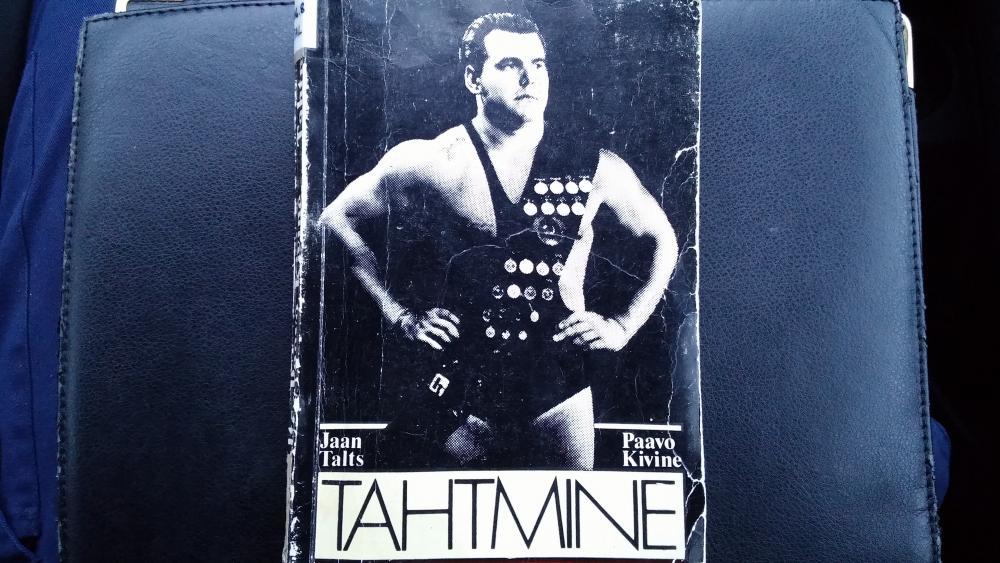 Jaan
Talts
Paavo
Kivine
TAHTMINE